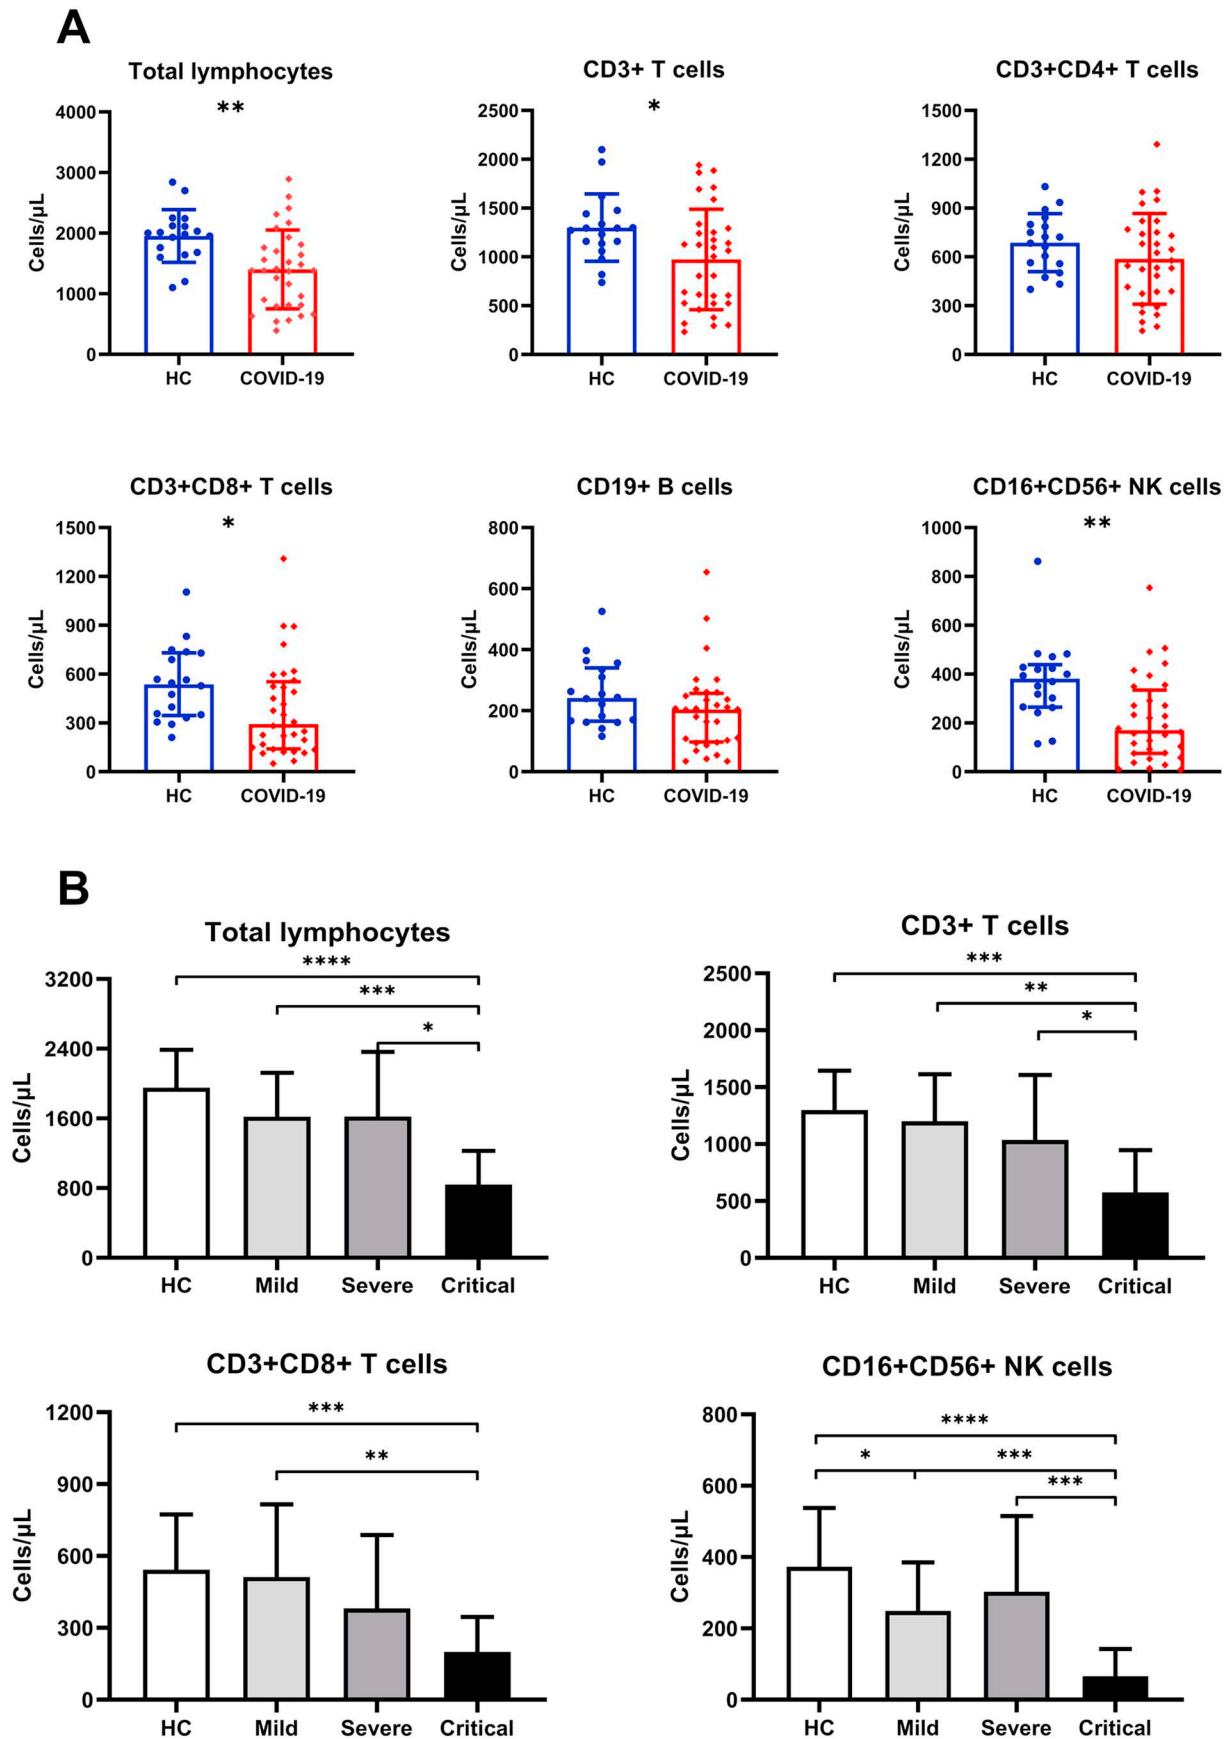 A
Total lymphocytes
**
Cells/μL
4000
3000
2000
1000
0
HC COVID-19
CD3+ T cells
*
Cells/μL
2500
2000
1500
1000
500
0
HC COVID-19
CD3+CD4+ T cells
Cells/μL
1500
1200
900
600
300
0
HC COVID-19
CD3+CD8+ T cells
*
Cells/μL
1500
1200
900
600
300
0
HC COVID-19
CD19+ B cells
Cells/μL
800
600
400
200
0
HC COVID-19
CD16+CD56+ NK cells
**
Cells/μL
1000
800
600
400
200
0
HC COVID-19
B
Total lymphocytes
****
***
*
Cells/μL
3200
2400
1600
800
0
HC Mild Severe Critical
CD3+ T cells
***
**
*
Cells/μL
2500
2000
1500
1000
500
0
HC Mild Severe Critical
CD3+CD8+ T cells
***
**
Cells/μL
1200
900
600
300
0
HC Mild Severe Critical
CD16+CD56+ NK cells
****
* ***
***
Cells/μL
800
600
400
200
0
HC Mild Severe Critical